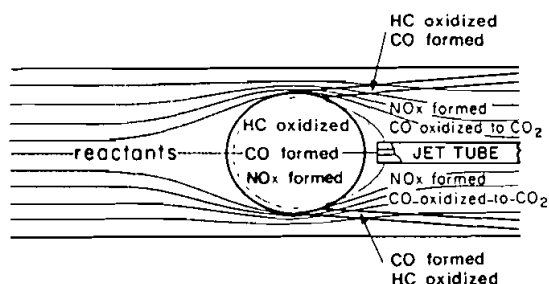 HC oxidized
CO formed
HC oxidized
CO formed
NOx formed
reactants
NOx formed
CO oxidized to CO₂
JET TUBE
NOx formed
CO-oxidized-to-CO₂
CO formed
HC oxidized